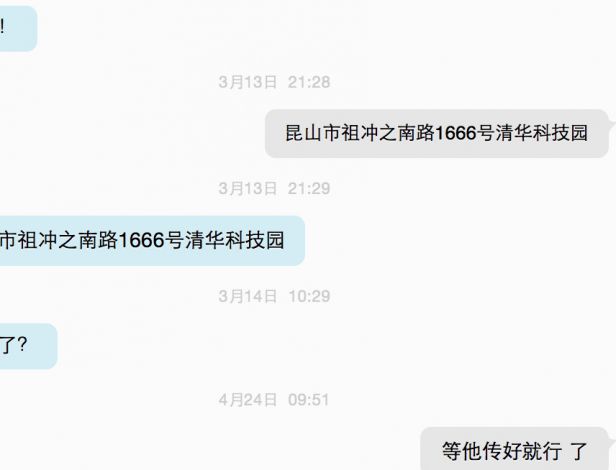 !
3月13日 21:28
昆山市祖冲之南路1666号清华科技园
3月13日 21:29
市祖冲之南路1666号清华科技园
3月14日 10:29
了?
4月24日 09:51
等他传好就行 了